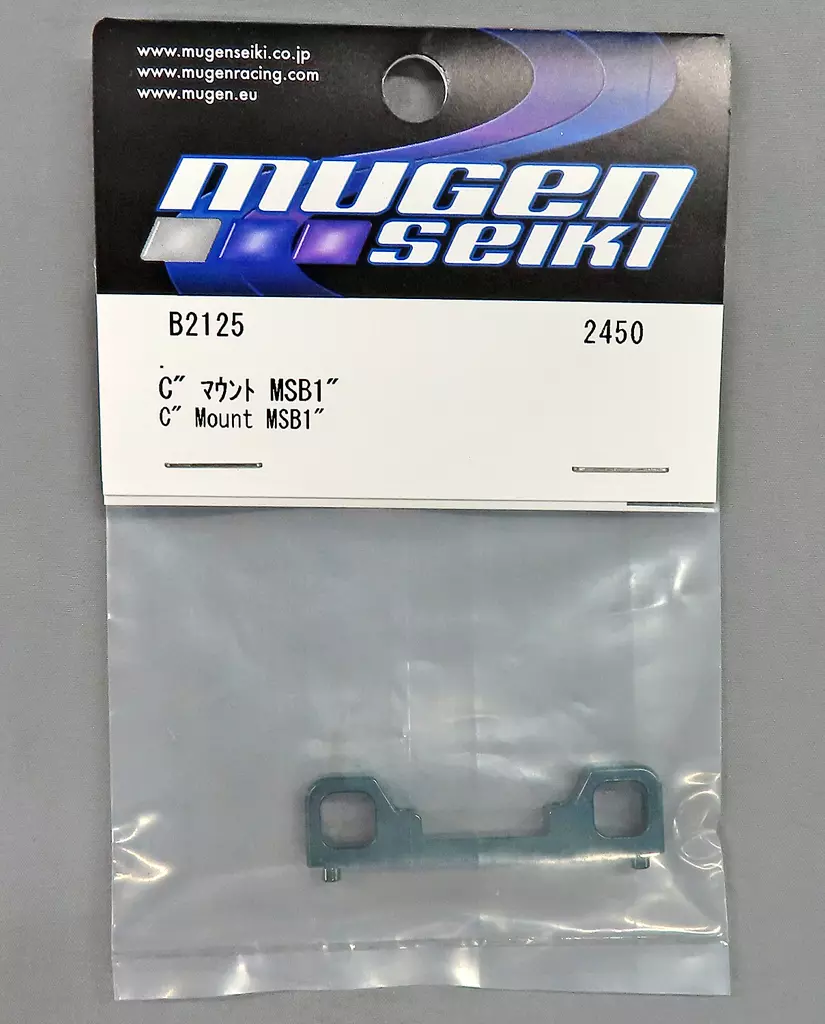 www.mugenseiki.co.jp
www.mugenracing.com
www.mugen.eu
mugen
seiki
B2125 2450
C" ﾏｳﾝﾄ MSB1"
C" Mount MSB1"